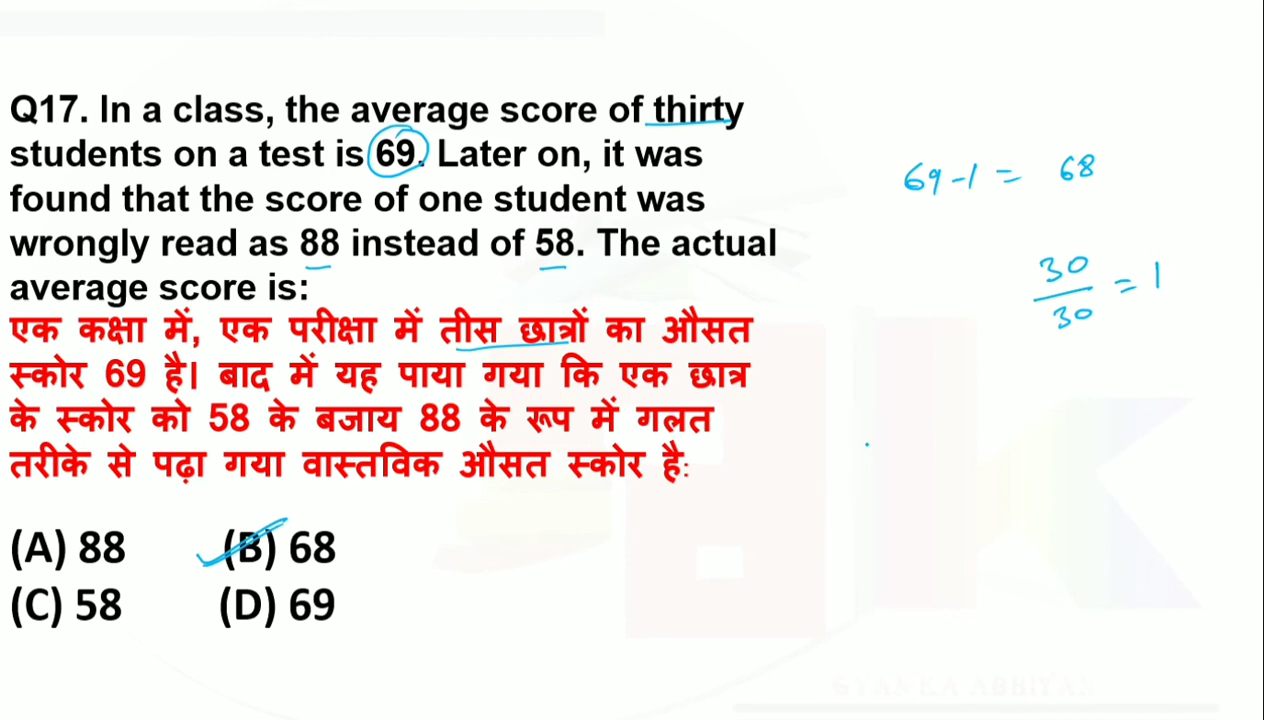 Q17. In a class, the average score of thirty
students on a test is 69. Later on, it was
found that the score of one student was
wrongly read as 88 instead of 58. The actual
average score is:
एक कक्षा में, एक परीक्षा में तीस छात्रों का औसत
स्कोर 69 है। बाद में यह पाया गया कि एक छात्र
के स्कोर को 58 के बजाय 88 के रूप में गलत
तरीके से पढ़ा गया वास्तविक औसत स्कोर है:
(A) 88 (B) 68
(C) 58 (D) 69
69-1 = 68
30
30
= 1
GYAN KA ABHIYAN